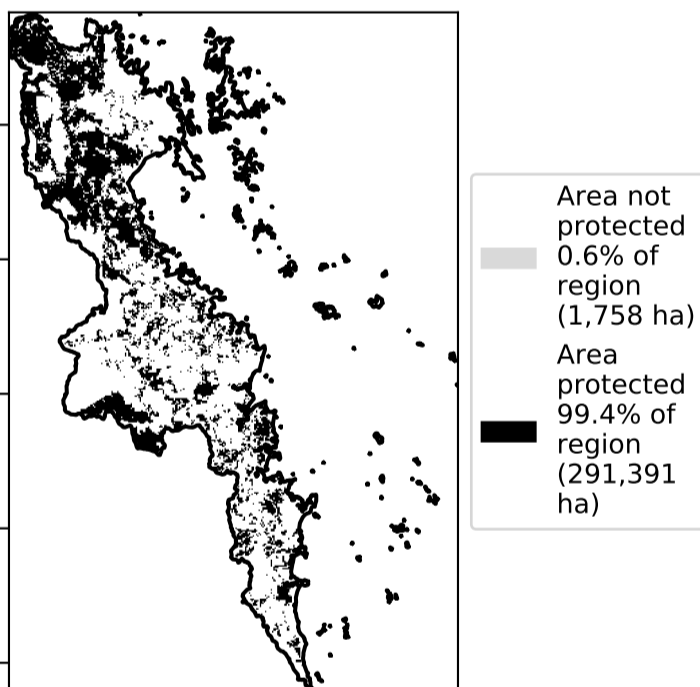 Area not
protected
0.6% of
region
(1,758 ha)
Area
protected
99.4% of
region
(291,391
ha)